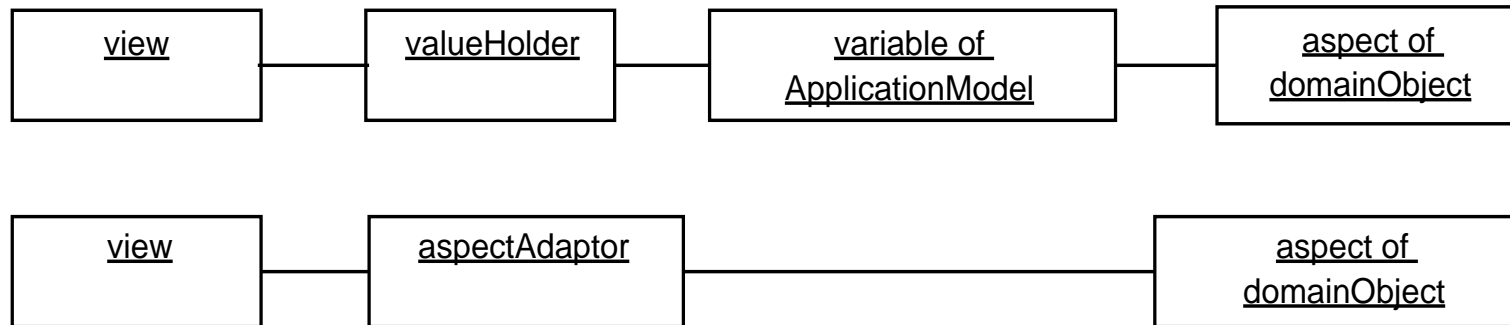 view
valueHolder
variable of
ApplicationModel
aspect of
domainObject
view
aspectAdaptor
aspect of
domainObject